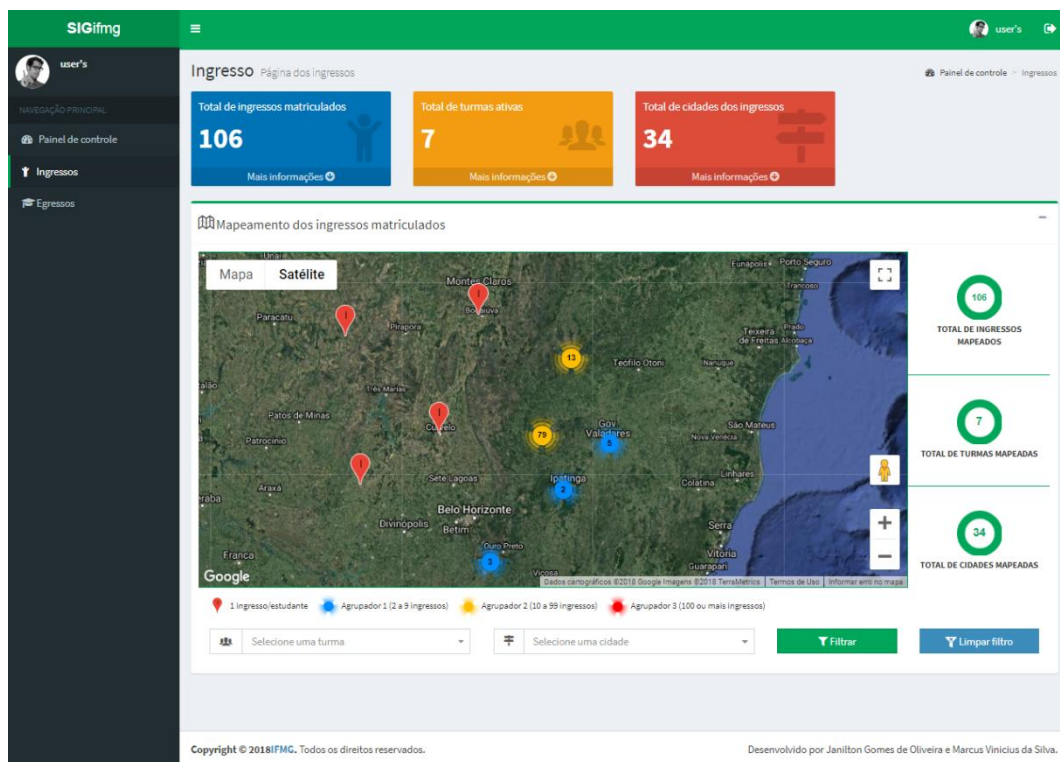 SIGifmg
user's
user's
NAVEGAÇÃO PRINCIPAL
Painel de controle
Ingressos
Egressos
Ingresso Página dos ingressos
Painel de controle > Ingressos
Total de ingressos matriculados
106
Mais informações
Total de turmas ativas
7
Mais informações
Total de cidades dos ingressos
34
Mais informações
Mapeamento dos ingressos matriculados
Mapa Satélite
Unaí
Montes Claros
Eunápolis
Porto Seguro
Trancoso
Bocaiuva
Paracatu
Pirapora
Teixeira de Freitas
Prado
Alcobaça
13
Teófilo Otoni
Nanuque
Três Marias
Patos de Minas
Curvelo
79
Gov. Valadares
5
São Mateus
Nova Venécia
Patrocínio
Sete Lagoas
Ipatinga
2
Linhares
Colatina
Araxá
Belo Horizonte
Betim
Divinópolis
Serra
Ouro Preto
3
Vitória
Guarapari
Franca
Viçosa
Google
Dados cartográficos ©2018 Google Imagens ©2018 TerraMetrics
Termos de Uso
Informar erro no mapa
106
TOTAL DE INGRESSOS
MAPEADOS
7
TOTAL DE TURMAS MAPEADAS
34
TOTAL DE CIDADES MAPEADAS
1 ingresso/estudante Agrupador 1 (2 a 9 ingressos) Agrupador 2 (10 a 99 ingressos) Agrupador 3 (100 ou mais ingressos)
Selecione uma turma Selecione uma cidade Filtrar Limpar filtro
Copyright © 2018IFMG. Todos os direitos reservados.
Desenvolvido por Janilton Gomes de Oliveira e Marcus Vinicius da Silva.